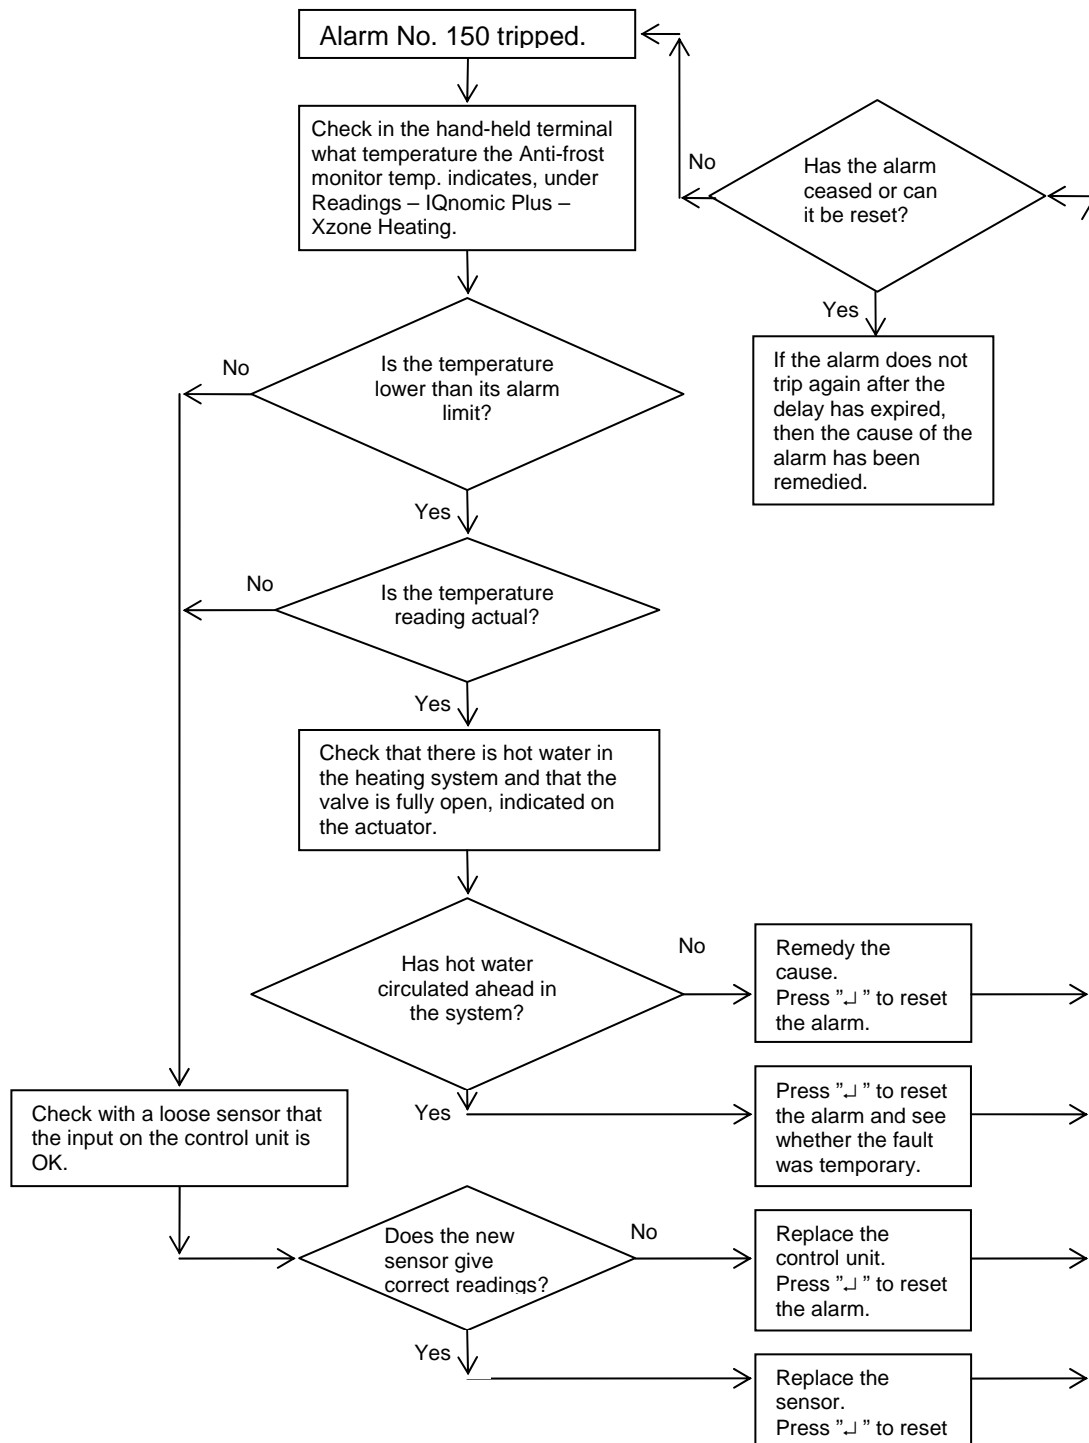 Alarm No. 150 tripped.
Check in the hand-held terminal
what temperature the Anti-frost
monitor temp. indicates, under
Readings – IQnomic Plus –
Xzone Heating.
No
Has the alarm
ceased or can
it be reset?
Yes
If the alarm does not
trip again after the
delay has expired,
then the cause of the
alarm has been
remedied.
No
Is the temperature
lower than its alarm
limit?
Yes
No
Is the temperature
reading actual?
Yes
Check that there is hot water in
the heating system and that the
valve is fully open, indicated on
the actuator.
Has hot water
circulated ahead in
the system?
No
Remedy the
cause.
Press ”↵ ” to reset
the alarm.
Yes
Press ”↵ ” to reset
the alarm and see
whether the fault
was temporary.
Check with a loose sensor that
the input on the control unit is
OK.
Does the new
sensor give
correct readings?
No
Replace the
control unit.
Press ”↵ ” to reset
the alarm.
Yes
Replace the
sensor.
Press ”↵ ” to reset